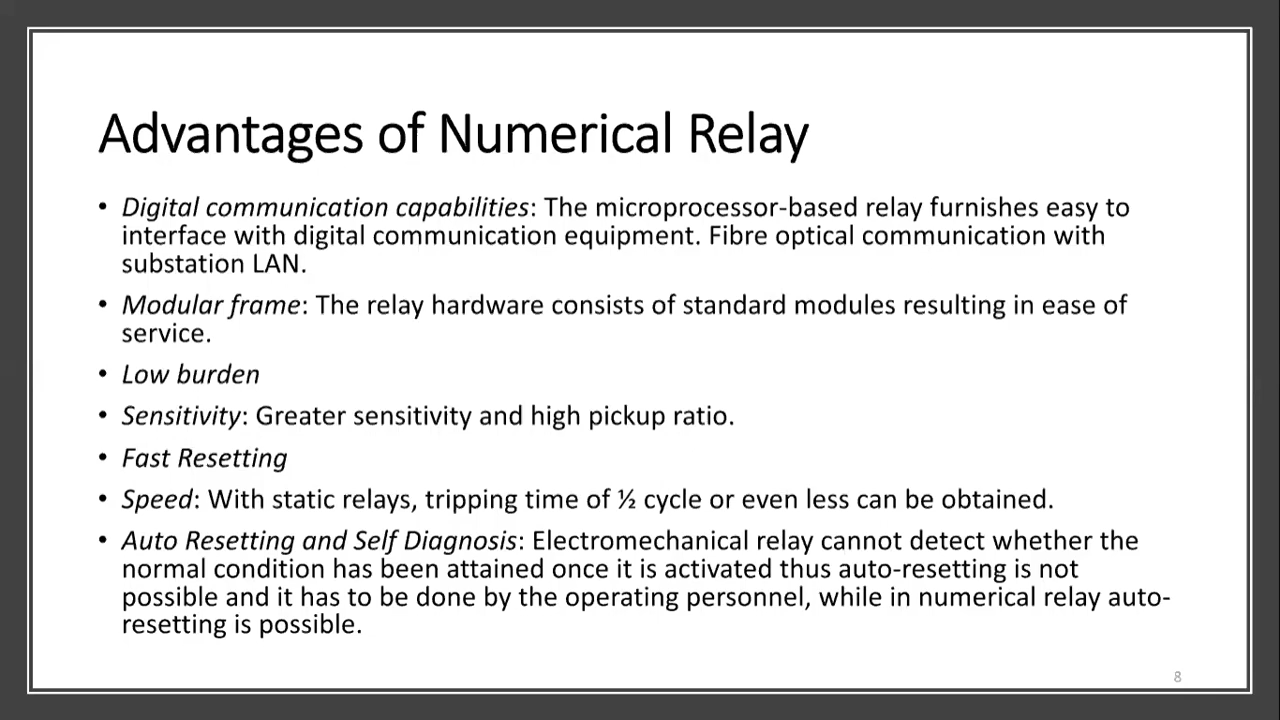 Advantages of Numerical Relay
• Digital communication capabilities: The microprocessor-based relay furnishes easy to
interface with digital communication equipment. Fibre optical communication with
substation LAN.
• Modular frame: The relay hardware consists of standard modules resulting in ease of
service.
• Low burden
• Sensitivity: Greater sensitivity and high pickup ratio.
• Fast Resetting
• Speed: With static relays, tripping time of ½ cycle or even less can be obtained.
• Auto Resetting and Self Diagnosis: Electromechanical relay cannot detect whether the
normal condition has been attained once it is activated thus auto-resetting is not
possible and it has to be done by the operating personnel, while in numerical relay auto-
resetting is possible.
8